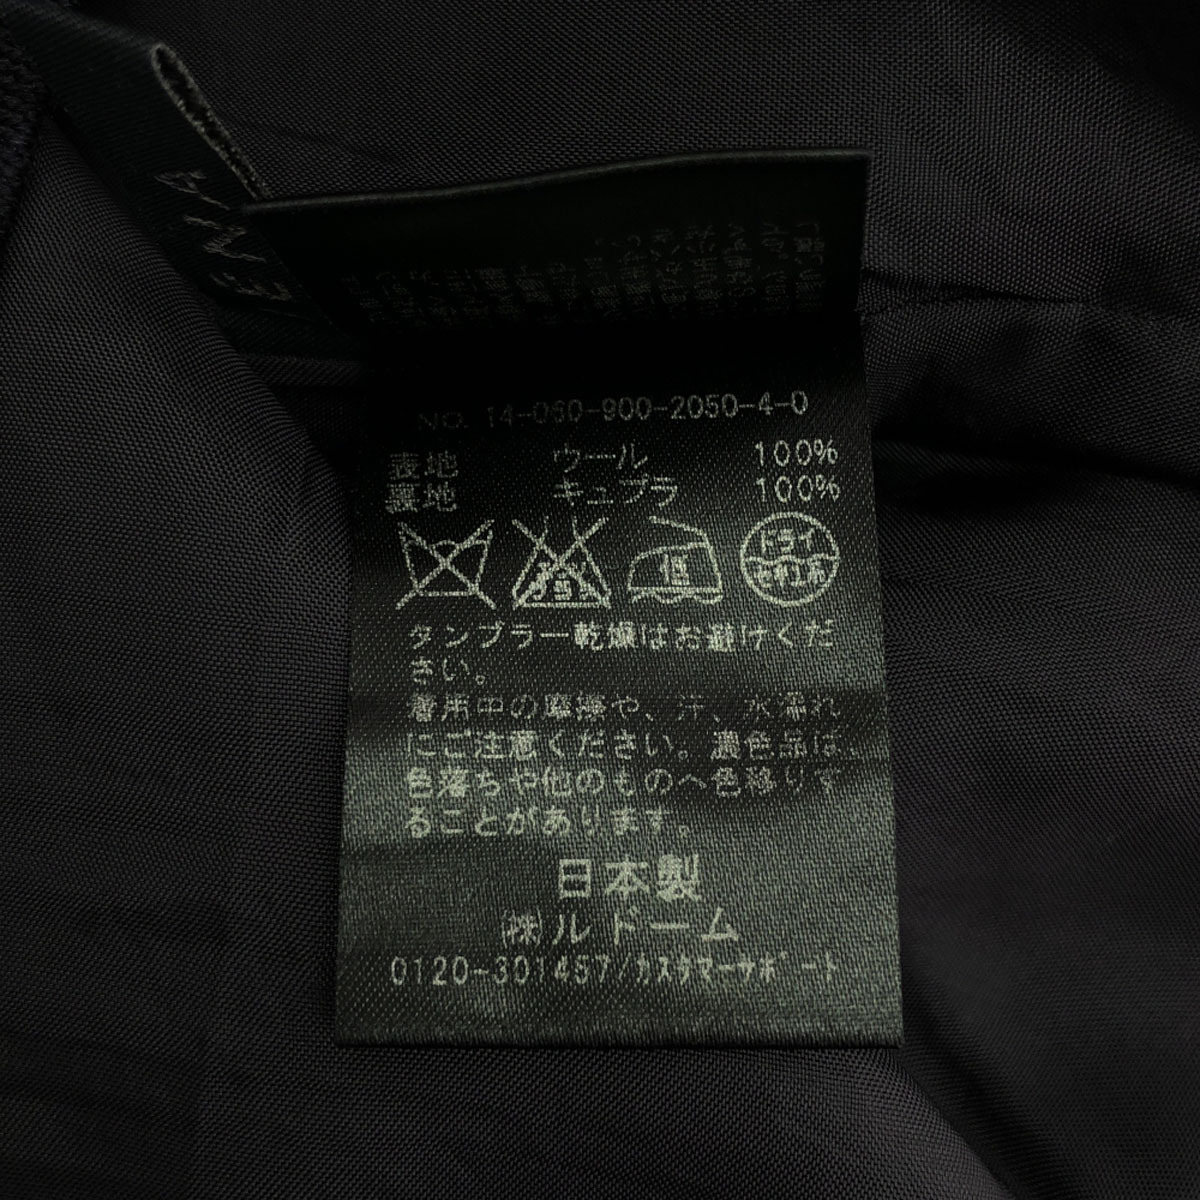 ENA
NO. 14-060-900-2050-4-0
表地 ウール 100%
裏地 キュプラ 100%
ドライ
タンブラー乾燥はお避けくだ
さい。
着用中の摩擦や、汗、水濡れ
にご注意ください。濃色品は、
色落ちや他のものへ色移りす
ることがあります。
日本製
㈱ルドーム
0120-301457/カスタマーサポート